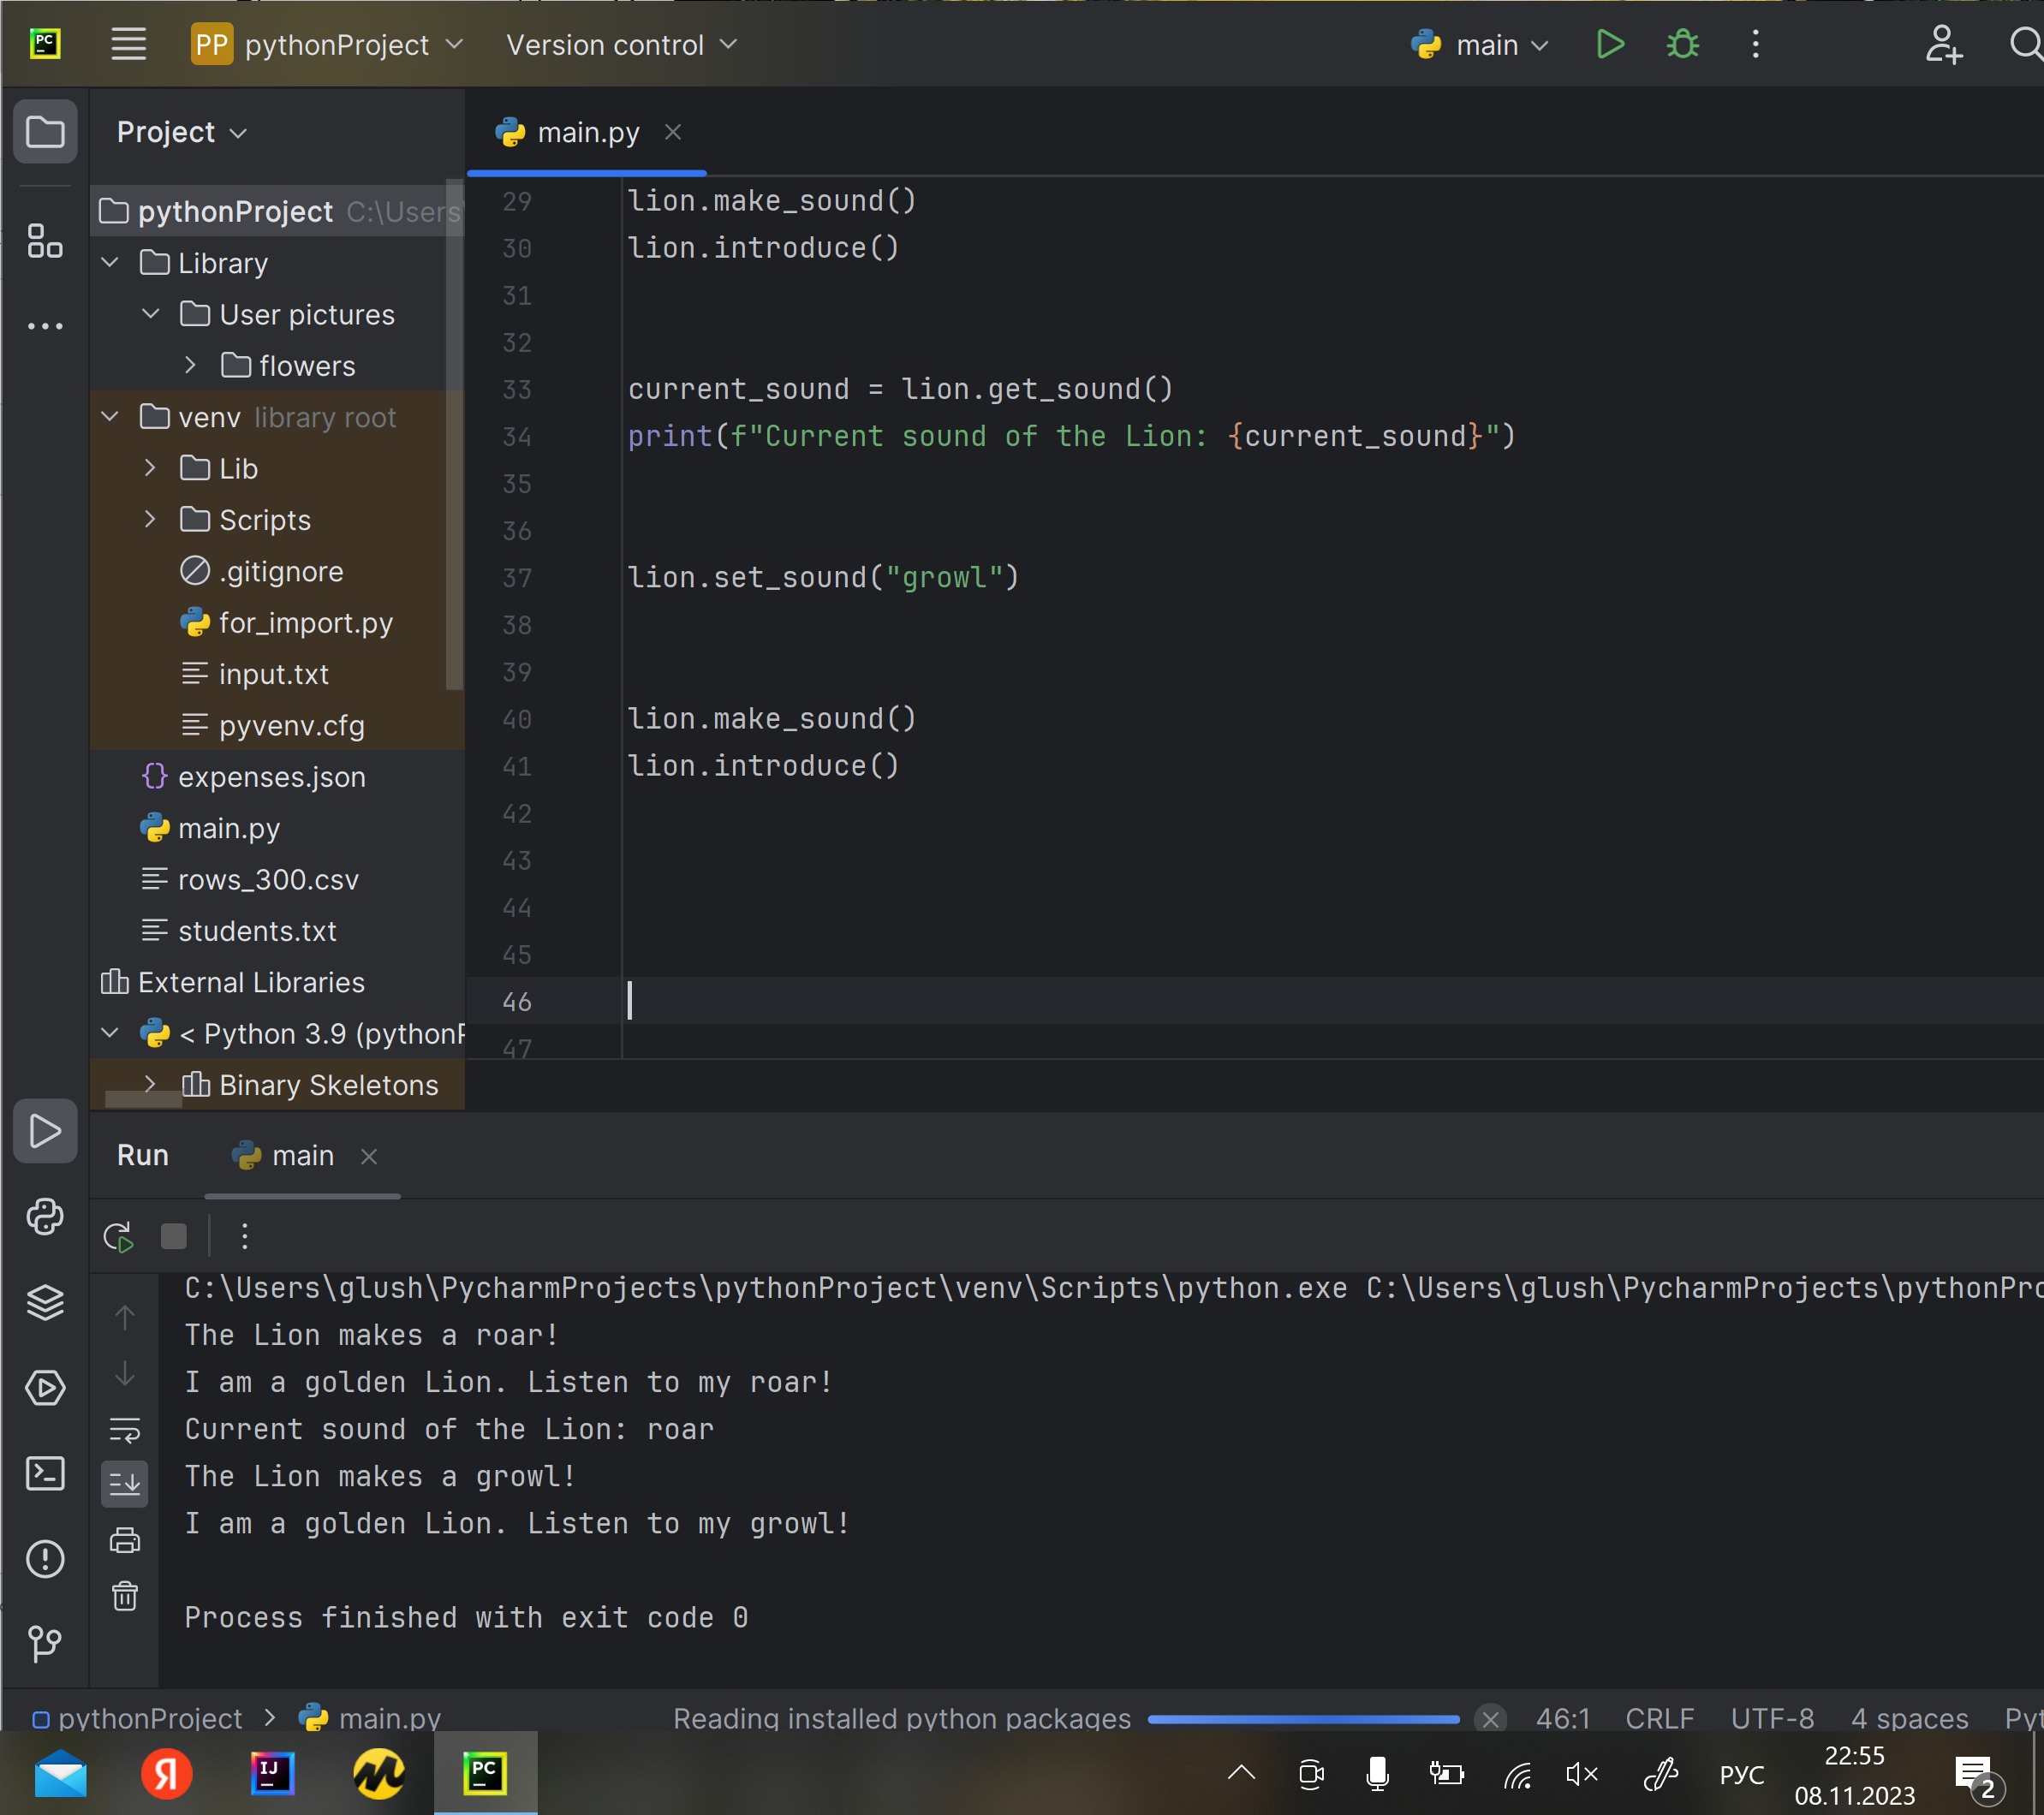 PC
PP pythonProject
Version control
main
Project
main.py
pythonProject C:\Users
Library
User pictures
flowers
venv library root
Lib
Scripts
.gitignore
for_import.py
input.txt
pyvenv.cfg
expenses.json
main.py
rows_300.csv
students.txt
External Libraries
< Python 3.9 (pythonP
Binary Skeletons
29 lion.make_sound()
30 lion.introduce()
31
32
33 current_sound = lion.get_sound()
34 print(f"Current sound of the Lion: {current_sound}")
35
36
37 lion.set_sound("growl")
38
39
40 lion.make_sound()
41 lion.introduce()
42
43
44
45
46
47
Run
main
C:\Users\glush\PycharmProjects\pythonProject\venv\Scripts\python.exe C:\Users\glush\PycharmProjects\pythonPro
The Lion makes a roar!
I am a golden Lion. Listen to my roar!
Current sound of the Lion: roar
The Lion makes a growl!
I am a golden Lion. Listen to my growl!
Process finished with exit code 0
pythonProject > main.py
Reading installed python packages
46:1 CRLF UTF-8 4 spaces Pyt
Я
IJ
PC
РУС
22:55
08.11.2023
2